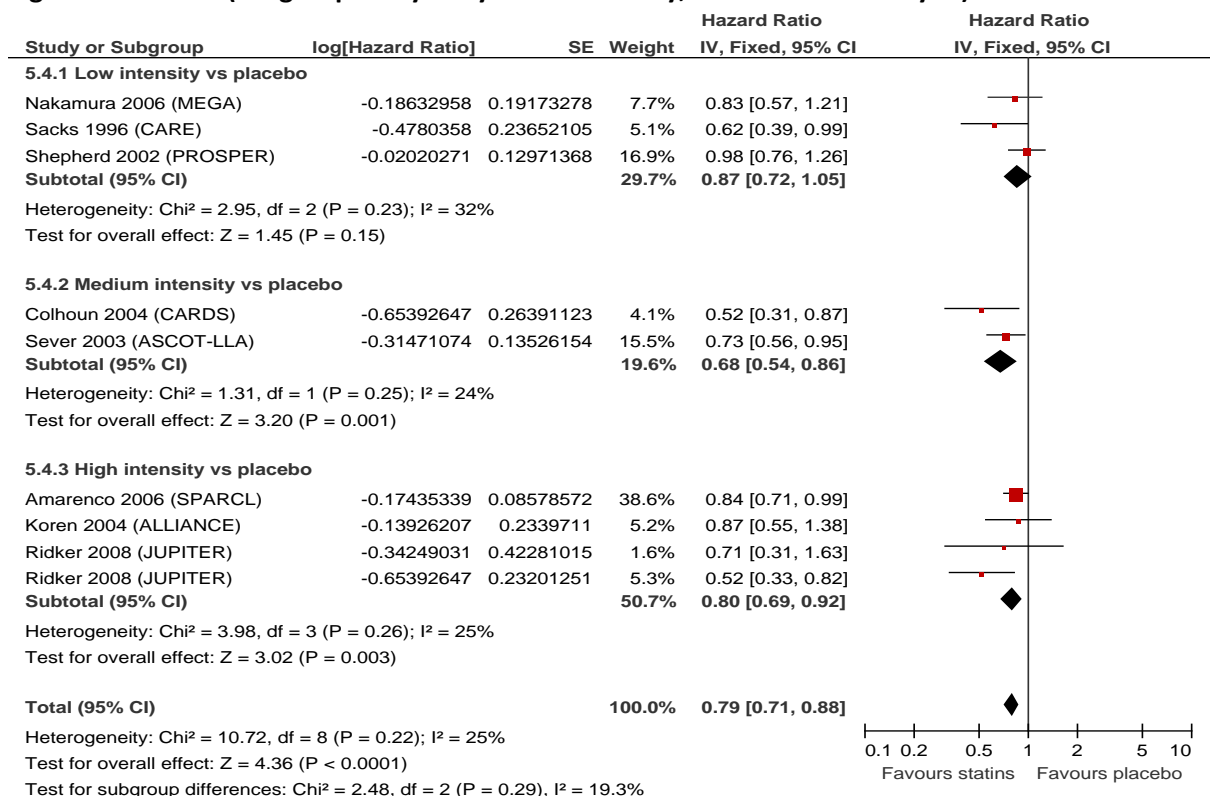 Hazard Ratio Hazard Ratio
Study or Subgroup log[Hazard Ratio] SE Weight IV, Fixed, 95% CI IV, Fixed, 95% CI
5.4.1 Low intensity vs placebo
Nakamura 2006 (MEGA) -0.18632958 0.19173278 7.7% 0.83 [0.57, 1.21]
Sacks 1996 (CARE) -0.4780358 0.23652105 5.1% 0.62 [0.39, 0.99]
Shepherd 2002 (PROSPER) -0.02020271 0.12971368 16.9% 0.98 [0.76, 1.26]
Subtotal (95% CI) 29.7% 0.87 [0.72, 1.05]
Heterogeneity: Chi² = 2.95, df = 2 (P = 0.23); I² = 32%
Test for overall effect: Z = 1.45 (P = 0.15)
5.4.2 Medium intensity vs placebo
Colhoun 2004 (CARDS) -0.65392647 0.26391123 4.1% 0.52 [0.31, 0.87]
Sever 2003 (ASCOT-LLA) -0.31471074 0.13526154 15.5% 0.73 [0.56, 0.95]
Subtotal (95% CI) 19.6% 0.68 [0.54, 0.86]
Heterogeneity: Chi² = 1.31, df = 1 (P = 0.25); I² = 24%
Test for overall effect: Z = 3.20 (P = 0.001)
5.4.3 High intensity vs placebo
Amarenco 2006 (SPARCL) -0.17435339 0.08578572 38.6% 0.84 [0.71, 0.99]
Koren 2004 (ALLIANCE) -0.13926207 0.2339711 5.2% 0.87 [0.55, 1.38]
Ridker 2008 (JUPITER) -0.34249031 0.42281015 1.6% 0.71 [0.31, 1.63]
Ridker 2008 (JUPITER) -0.65392647 0.23201251 5.3% 0.52 [0.33, 0.82]
Subtotal (95% CI) 50.7% 0.80 [0.69, 0.92]
Heterogeneity: Chi² = 3.98, df = 3 (P = 0.26); I² = 25%
Test for overall effect: Z = 3.02 (P = 0.003)
Total (95% CI) 100.0% 0.79 [0.71, 0.88]
Heterogeneity: Chi² = 10.72, df = 8 (P = 0.22); I² = 25%
Test for overall effect: Z = 4.36 (P < 0.0001)
Test for subgroup differences: Chi² = 2.48, df = 2 (P = 0.29), I² = 19.3%
0.1 0.2 0.5 1 2 5 10
Favours statins Favours placebo